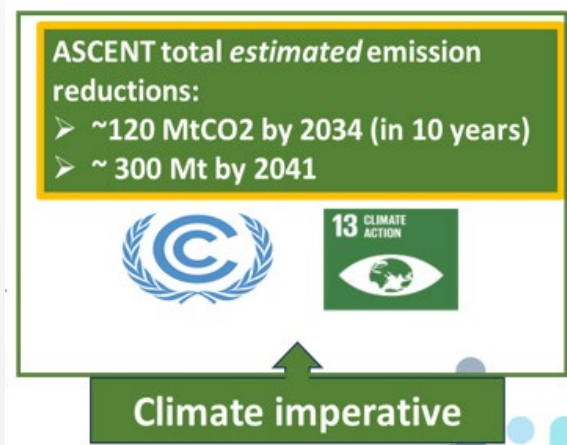 ASCENT total estimated emission
reductions:
➢ ~120 MtCO2 by 2034 (in 10 years)
➢ ~ 300 Mt by 2041
13 CLIMATE
ACTION
Climate imperative